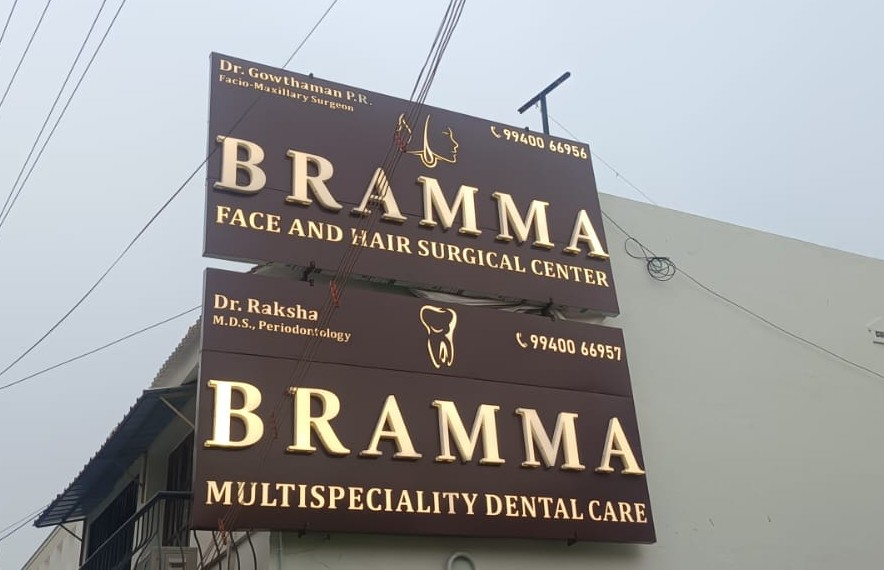 Dr. Gowthaman P.R.
Facio-Maxillary Surgeon
99400 66956
BRAMMA
FACE AND HAIR SURGICAL CENTER
Dr. Raksha
M.D.S., Periodontology
99400 66957
BRAMMA
MULTISPECIALITY DENTAL CARE